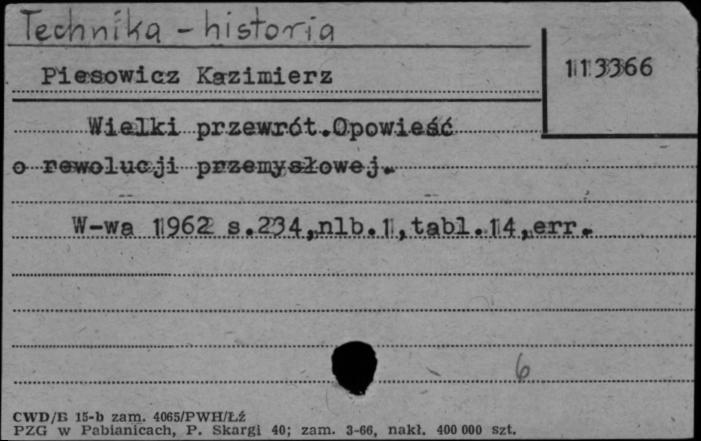 Technika - historia
Piesowicz Kazimierz
113366
Wielki przewrót.Opowieść
o rewolucji przemysłowej.
W-wa 1962 s.234,nlb.1,tabl.14,err.
6
CWD/B 15-b zam. 4065/PWH/ŁŹ
PZG w Pabianicach, P. Skargi 40; zam. 3-66, nakł. 400 000 szt.